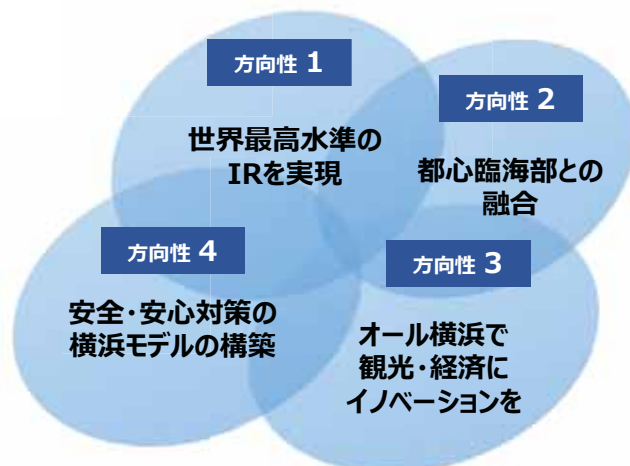 方向性 1
世界最高水準の
IRを実現
方向性 2
都心臨海部との
融合
方向性 3
オール横浜で
観光・経済に
イノベーションを
方向性 4
安全・安心対策の
横浜モデルの構築